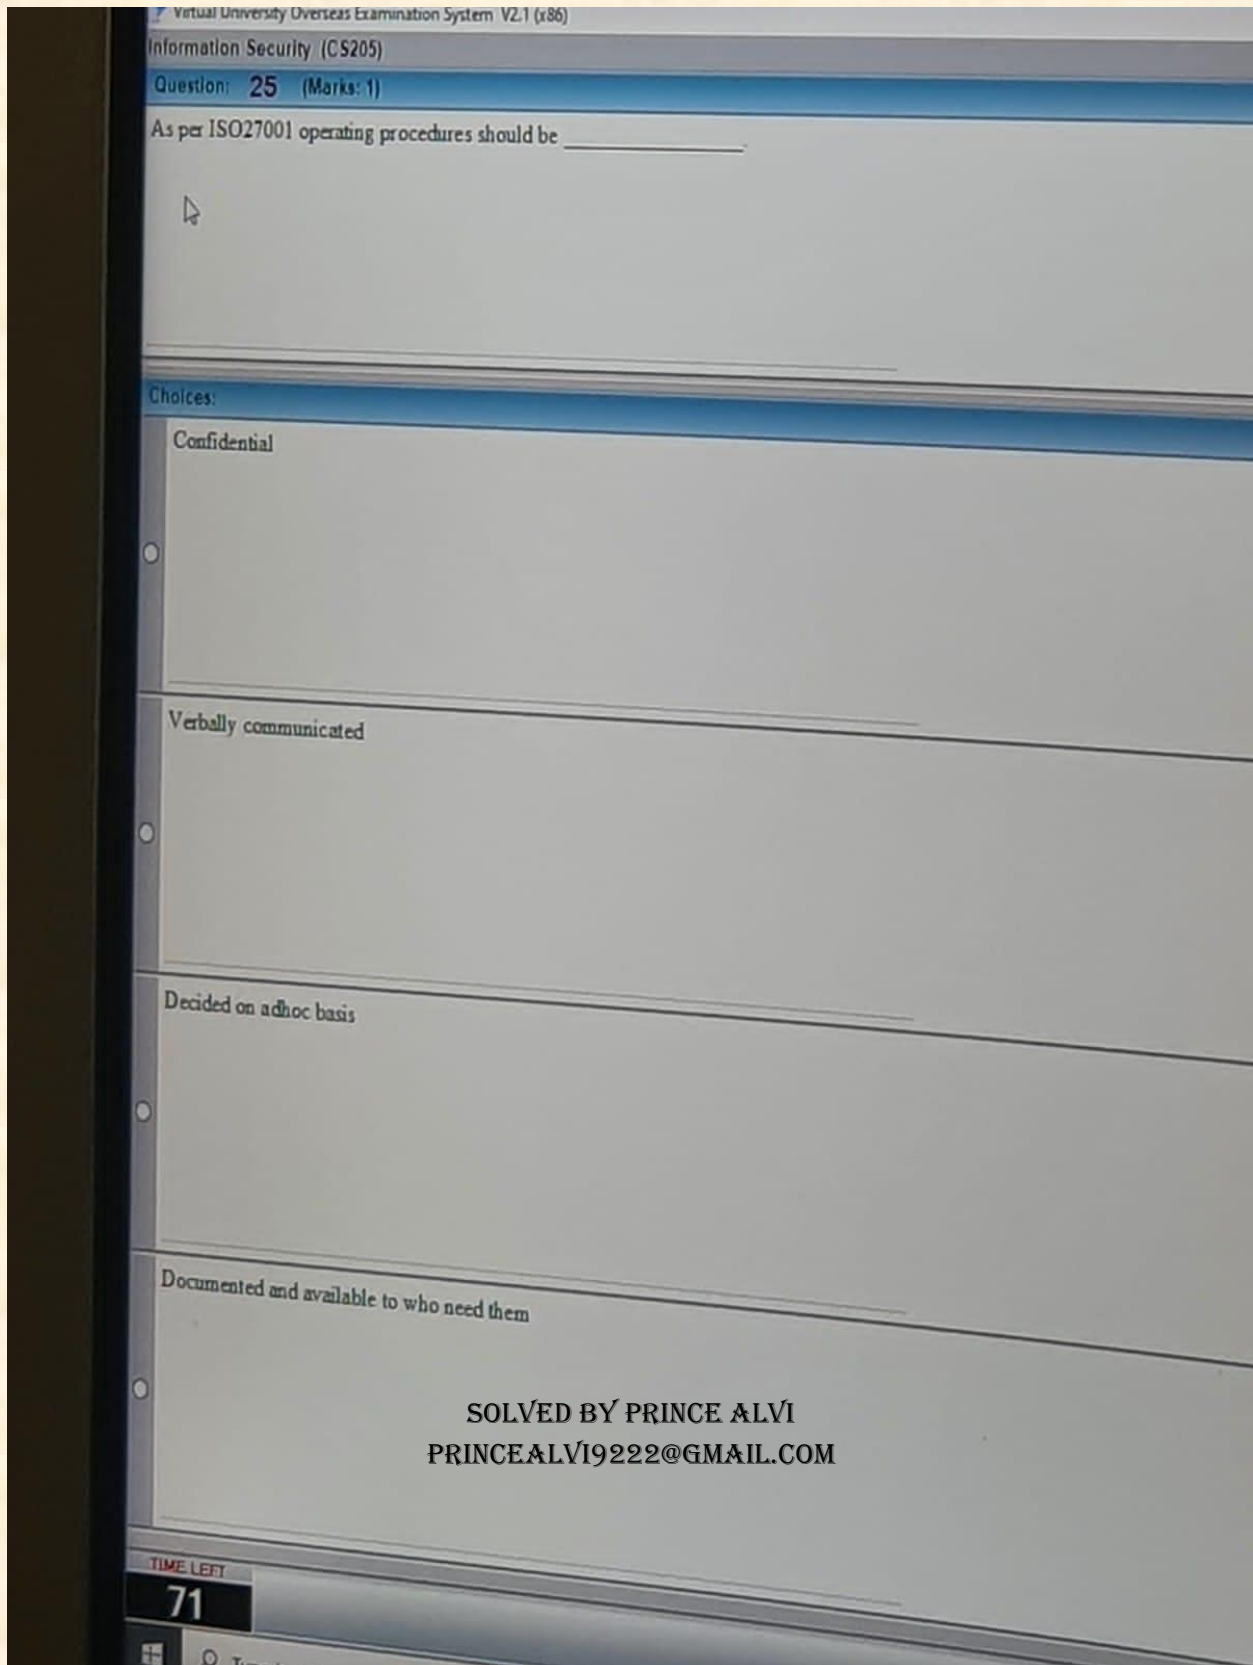 Virtual University Overseas Examination System V2.1 (x86)
Information Security (CS205)
Question: 25 (Marks: 1)
As per ISO27001 operating procedures should be ____________.
Choices:
Confidential
Verbally communicated
Decided on adhoc basis
Documented and available to who need them
SOLVED BY PRINCE ALVI
PRINCEALVI9222@GMAIL.COM
TIME LEFT
71